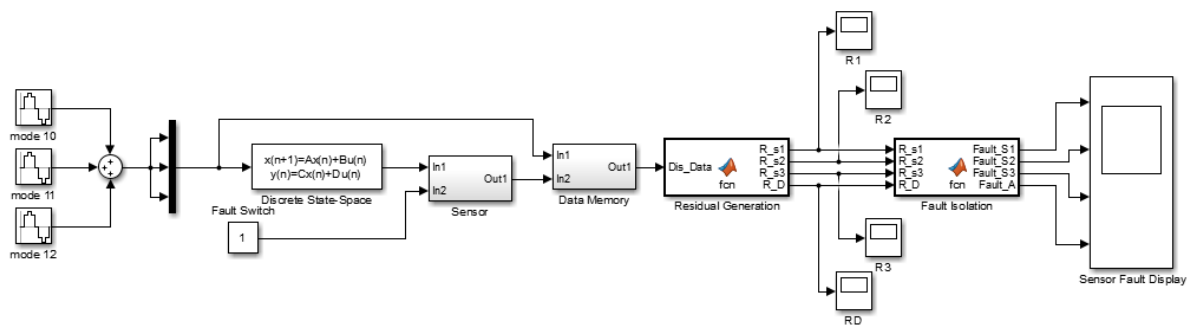 mode 10
mode 11
mode 12
+
+
+
x(n+1)=Ax(n)+Bu(n)
y(n)=Cx(n)+Du(n)
Discrete State-Space
Fault Switch
1
In1
In2
Out1
Sensor
In1
In2
Out1
Data Memory
Dis_Data
fcn
R_s1
R_s2
R_s3
R_D
Residual Generation
R1
R2
R3
RD
R_s1
R_s2
R_s3
R_D
fcn
Fault_S1
Fault_S2
Fault_S3
Fault_A
Fault Isolation
Sensor Fault Display